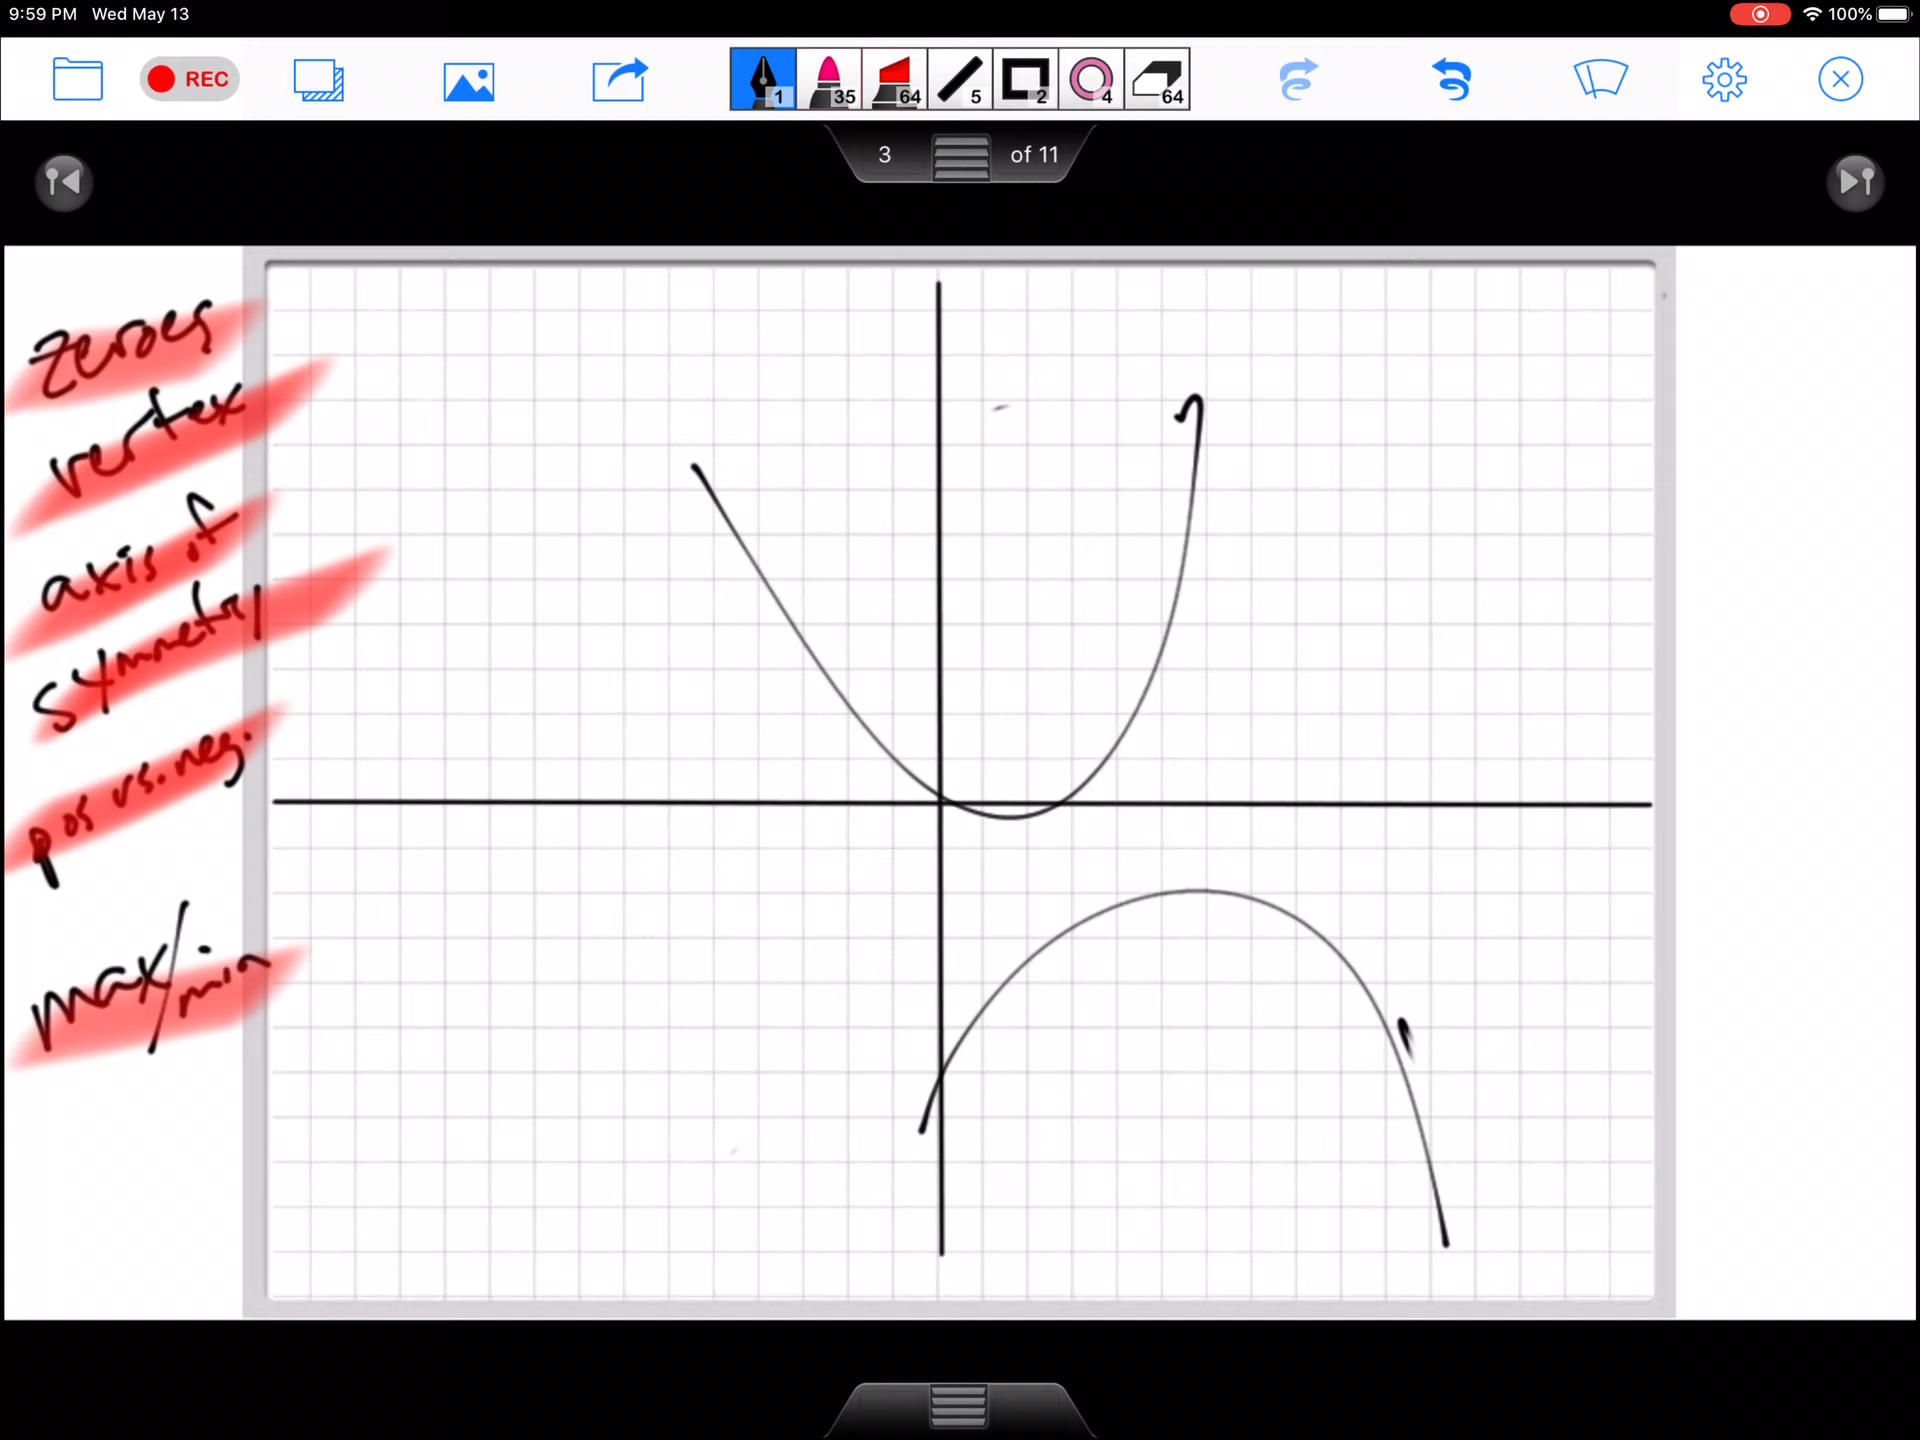 9:59 PM Wed May 13
100%
REC
1
35
64
5
2
4
64
3 of 11
zeroes
vertex
axis of
symmetry
pos vs. neg.
max/min